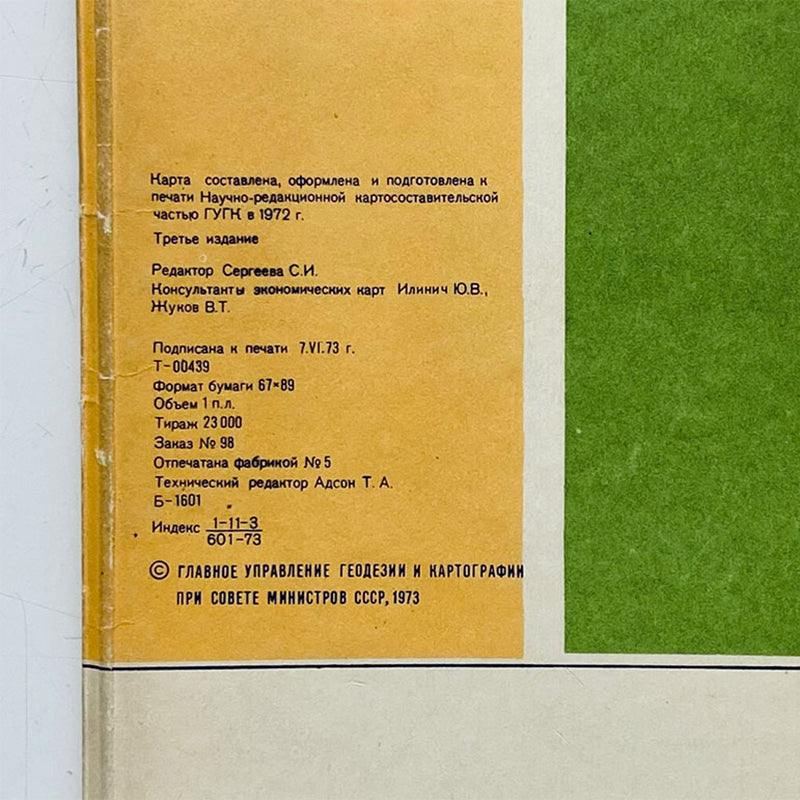 Карта составлена, оформлена и подготовлена к
печати Научно-редакционной картосоставительской
частью ГУГК в 1972 г.
Третье издание
Редактор Сергеева С.И.
Консультанты экономических карт Илинич Ю.В.,
Жуков В.Т.
Подписана к печати 7.VI.73 г.
Т-00439
Формат бумаги 67×89
Объем 1 п.л.
Тираж 23 000
Заказ № 98
Отпечатана фабрикой № 5
Технический редактор Адсон Т. А.
Б-1601
Индекс 1-11-3
601-73
© ГЛАВНОЕ УПРАВЛЕНИЕ ГЕОДЕЗИИ И КАРТОГРАФИИ
ПРИ СОВЕТЕ МИНИСТРОВ СССР, 1973